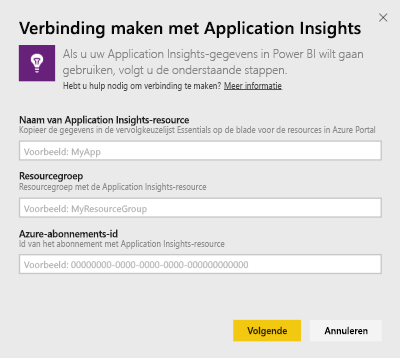 Verbinding maken met Application Insights
Als u uw Application Insights-gegevens in Power BI wilt gaan
gebruiken, volgt u de onderstaande stappen.
Hebt u hulp nodig om verbinding te maken? Meer informatie
Naam van Application Insights-resource
Kopieer de gegevens in de vervolgkeuzelijst Essentials op de blade voor de resources in Azure Portal
Voorbeeld: MyApp
Resourcegroep
Resourcegroep met de Application Insights-resource
Voorbeeld: MyResourceGroup
Azure-abonnements-id
Id van het abonnement met Application Insights-resource
Voorbeeld: 00000000-0000-0000-0000-000000000000
Volgende
Annuleren